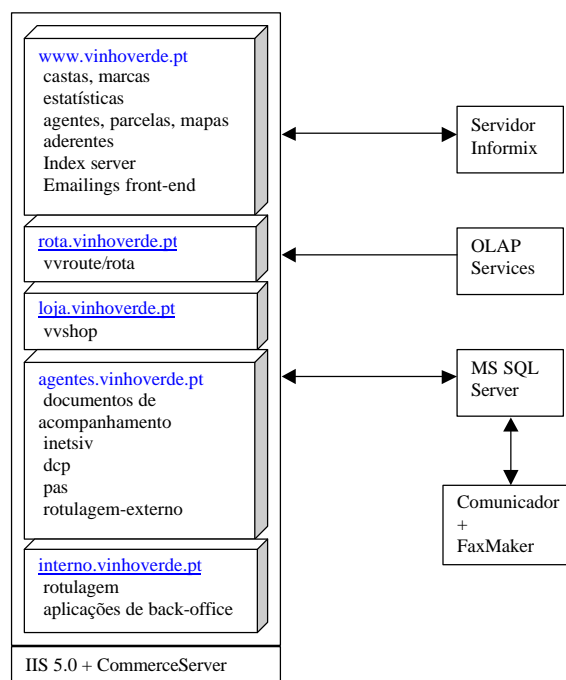 www.vinhoverde.pt
castas, marcas
estatísticas
agentes, parcelas, mapas
aderentes
Index server
Emailings front-end
rota.vinhoverde.pt
vvroute/rota
loja.vinhoverde.pt
vvshop
agentes.vinhoverde.pt
documentos de
acompanhamento
inetsiv
dcp
pas
rotulagem-externo
interno.vinhoverde.pt
rotulagem
aplicações de back-office
IIS 5.0 + CommerceServer
Servidor
Informix
OLAP
Services
MS SQL
Server
Comunicador
+
FaxMaker